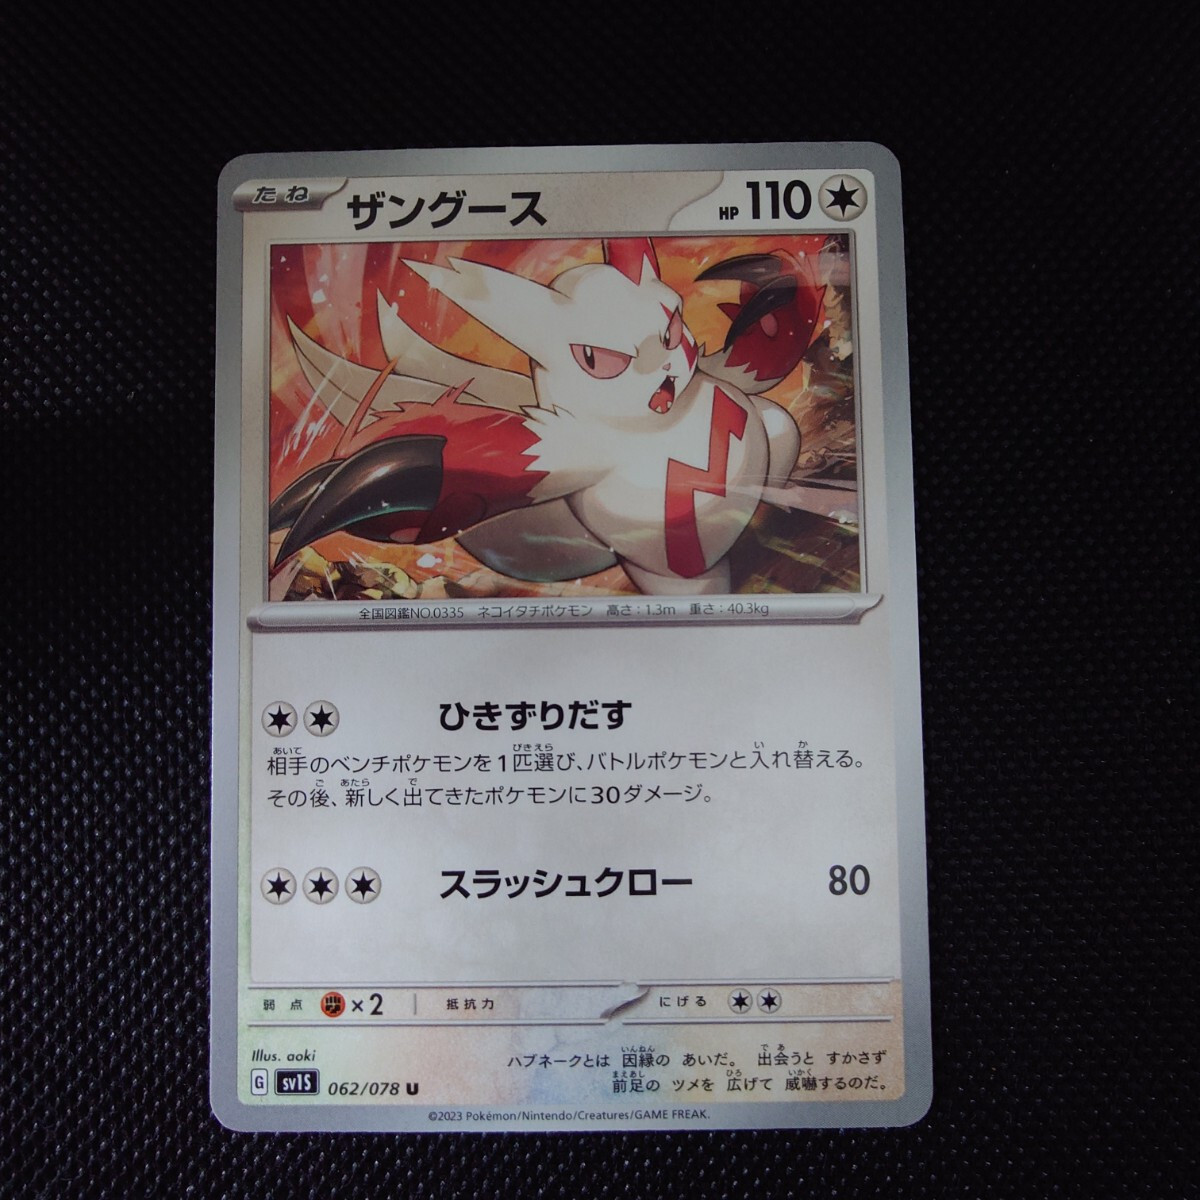 たね ザングース HP 110
全国図鑑NO.0335 ネコイタチポケモン 高さ：1.3m 重さ：40.3kg
ひきずりだす
相手のベンチポケモンを1匹選び、バトルポケモンと入れ替える。
その後、新しく出てきたポケモンに30ダメージ。
スラッシュクロー 80
弱点 ×2 抵抗力 にげる
Illus. aoki
ハブネークとは 因縁の あいだ。 出会うと すかさず
前足の ツメを 広げて 威嚇するのだ。
G sv1S 062/078 U
©2023 Pokémon/Nintendo/Creatures/GAME FREAK.